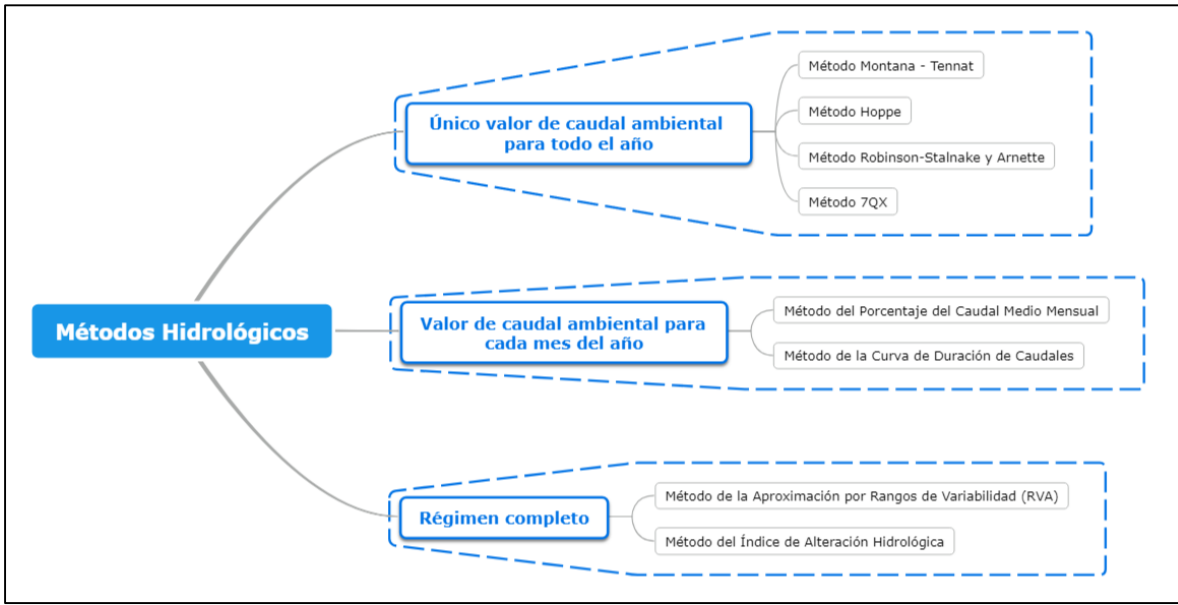 Métodos Hidrológicos
Único valor de caudal ambiental
para todo el año
Método Montana - Tennat
Método Hoppe
Método Robinson-Stalnake y Arnette
Método 7QX
Valor de caudal ambiental para
cada mes del año
Método del Porcentaje del Caudal Medio Mensual
Método de la Curva de Duración de Caudales
Régimen completo
Método de la Aproximación por Rangos de Variabilidad (RVA)
Método del Índice de Alteración Hidrológica